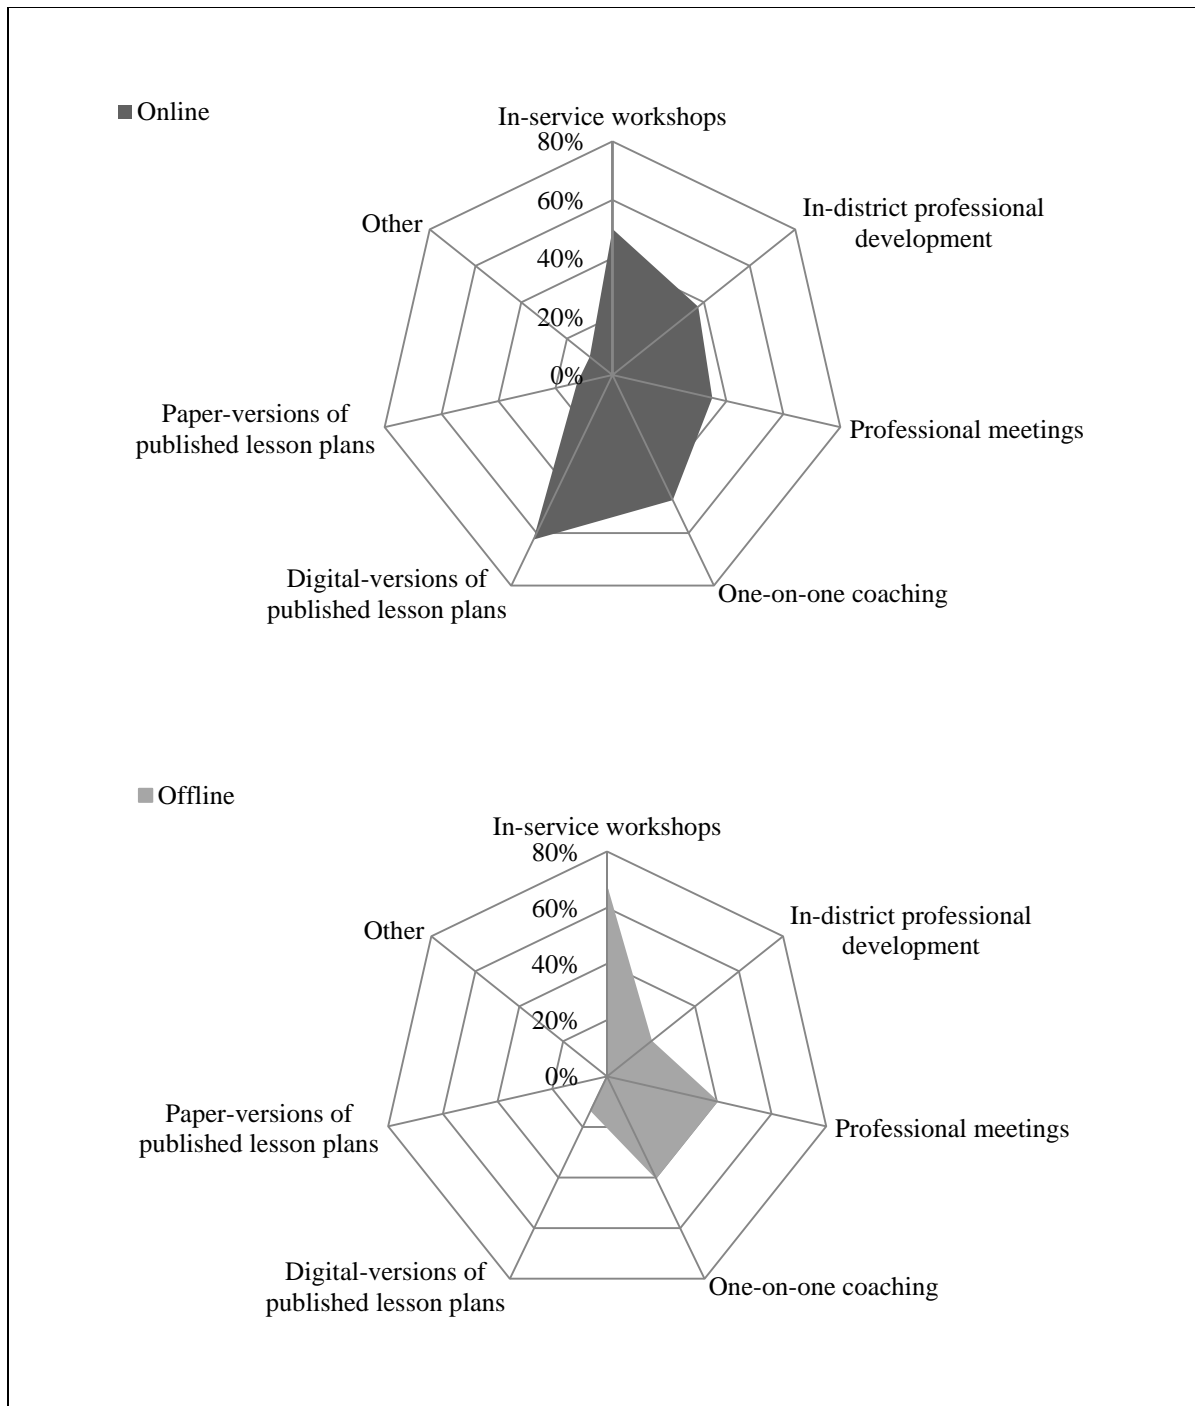 Online
In-service workshops
80%
60%
40%
20%
0%
In-district professional
development
Professional meetings
One-on-one coaching
Digital-versions of
published lesson plans
Paper-versions of
published lesson plans
Other
Offline
In-service workshops
80%
60%
40%
20%
0%
In-district professional
development
Professional meetings
One-on-one coaching
Digital-versions of
published lesson plans
Paper-versions of
published lesson plans
Other